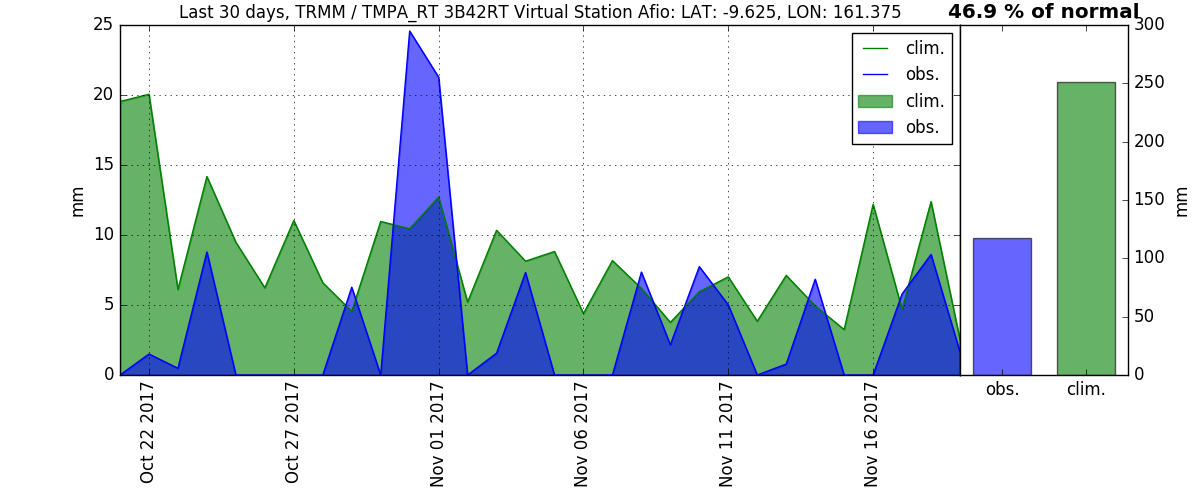 Last 30 days, TRMM / TMPA_RT 3B42RT Virtual Station Afio: LAT: -9.625, LON: 161.375
46.9 % of normal
25
20
15
10
5
0
mm
clim.
obs.
clim.
obs.
Oct 22 2017
Oct 27 2017
Nov 01 2017
Nov 06 2017
Nov 11 2017
Nov 16 2017
300
250
200
150
100
50
0
mm
obs.
clim.